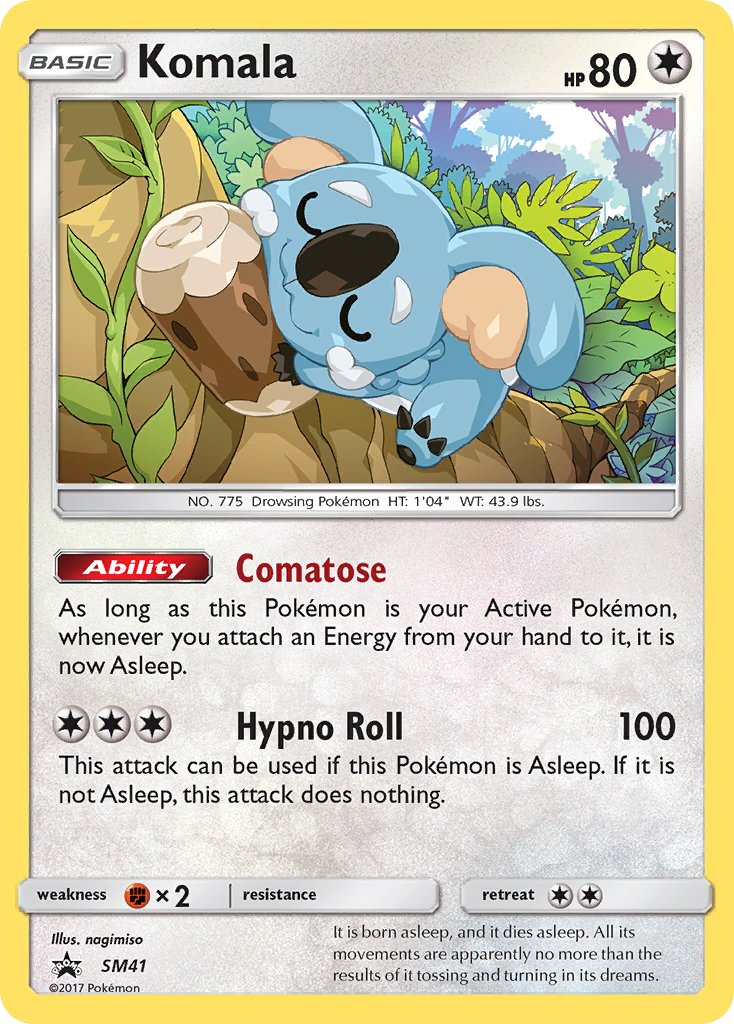 BASIC Komala HP 80
NO. 775 Drowsing Pokémon HT: 1'04" WT: 43.9 lbs.
Ability Comatose
As long as this Pokémon is your Active Pokémon,
whenever you attach an Energy from your hand to it, it is
now Asleep.
Hypno Roll 100
This attack can be used if this Pokémon is Asleep. If it is
not Asleep, this attack does nothing.
weakness × 2 resistance retreat
Illus. nagimiso
PROMO SM41
©2017 Pokémon
It is born asleep, and it dies asleep. All its
movements are apparently no more than the
results of it tossing and turning in its dreams.